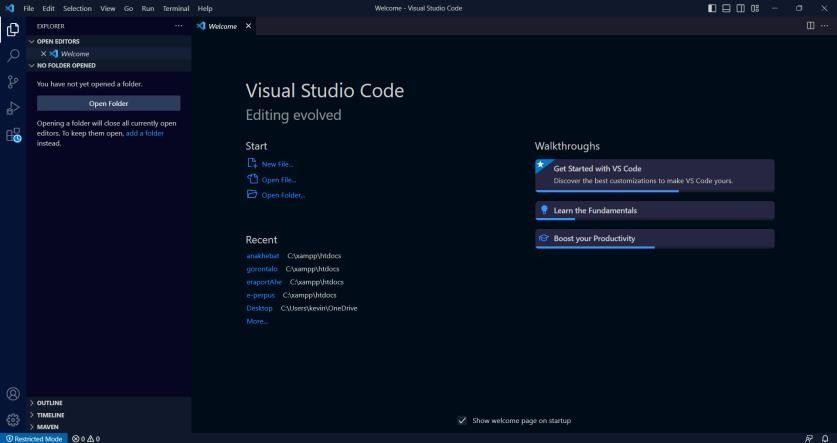 File Edit Selection View Go Run Terminal Help
Welcome - Visual Studio Code
EXPLORER
Welcome
OPEN EDITORS
Welcome
NO FOLDER OPENED
You have not yet opened a folder.
Open Folder
Opening a folder will close all currently open
editors. To keep them open, add a folder
instead.
OUTLINE
TIMELINE
MAVEN
Visual Studio Code
Editing evolved
Start
New File...
Open File...
Open Folder...
Recent
anakhebat C:\xampp\htdocs
gorontalo C:\xampp\htdocs
eraportAhe C:\xampp\htdocs
e-perpus C:\xampp\htdocs
Desktop C:\Users\kevin\OneDrive
More...
Walkthroughs
Get Started with VS Code
Discover the best customizations to make VS Code yours.
Learn the Fundamentals
Boost your Productivity
Show welcome page on startup
Restricted Mode 0 0